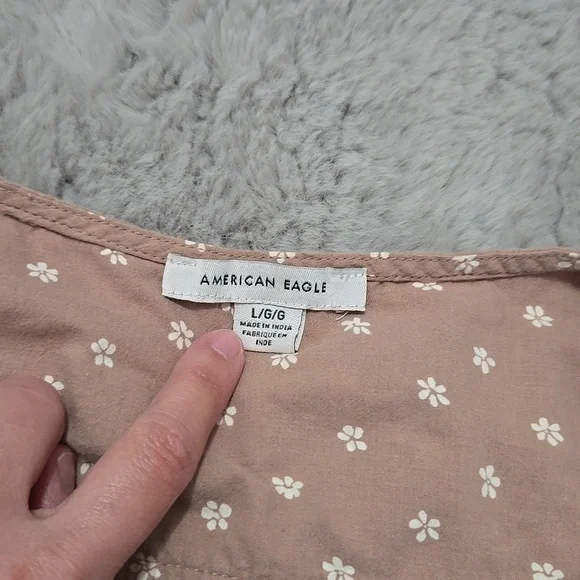 AMERICAN EAGLE
L/G/G
MADE IN INDIA
FABRIQUÉ EN
INDE